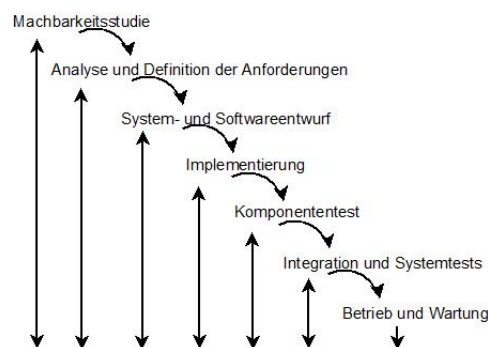 Machbarkeitsstudie
Analyse und Definition der Anforderungen
System- und Softwareentwurf
Implementierung
Komponententest
Integration und Systemtests
Betrieb und Wartung